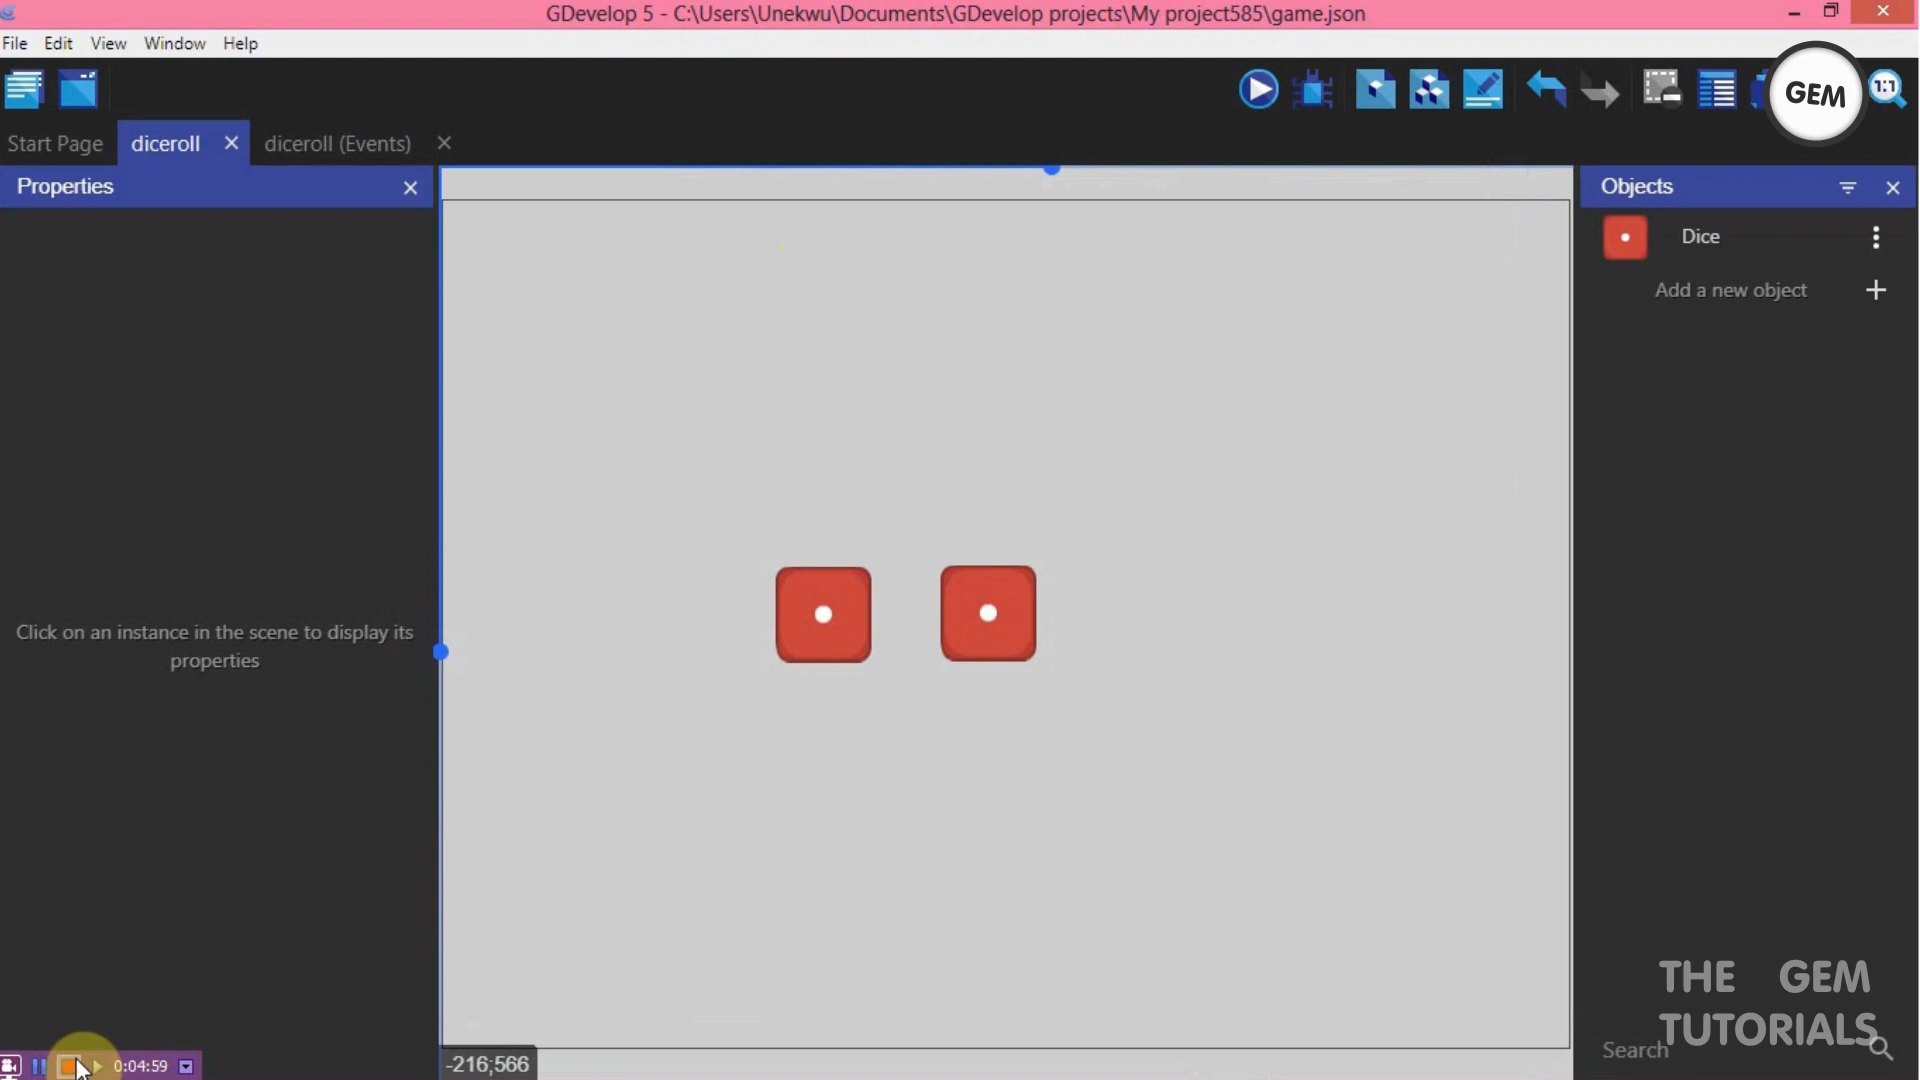 GDevelop 5 - C:\Users\Unekwu\Documents\GDevelop projects\My project585\game.json
File Edit View Window Help
1:1
GEM
Start Page diceroll diceroll (Events)
Properties
Objects
Dice
Add a new object
Click on an instance in the scene to display its
properties
THE GEM
TUTORIALS
Search
0:04:59
-216;566